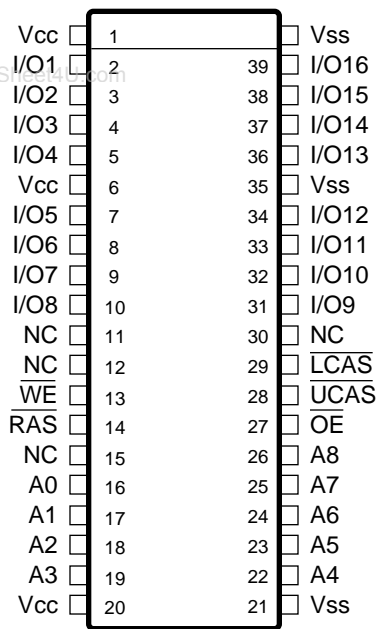 Vcc 1 Vss
Sheet4U.com
I/O1 2 39 I/O16
I/O2 3 38 I/O15
I/O3 4 37 I/O14
I/O4 5 36 I/O13
Vcc 6 35 Vss
I/O5 7 34 I/O12
I/O6 8 33 I/O11
I/O7 9 32 I/O10
I/O8 10 31 I/O9
NC 11 30 NC
NC 12 29 LCAS
WE 13 28 UCAS
RAS 14 27 OE
NC 15 26 A8
A0 16 25 A7
A1 17 24 A6
A2 18 23 A5
A3 19 22 A4
Vcc 20 21 Vss